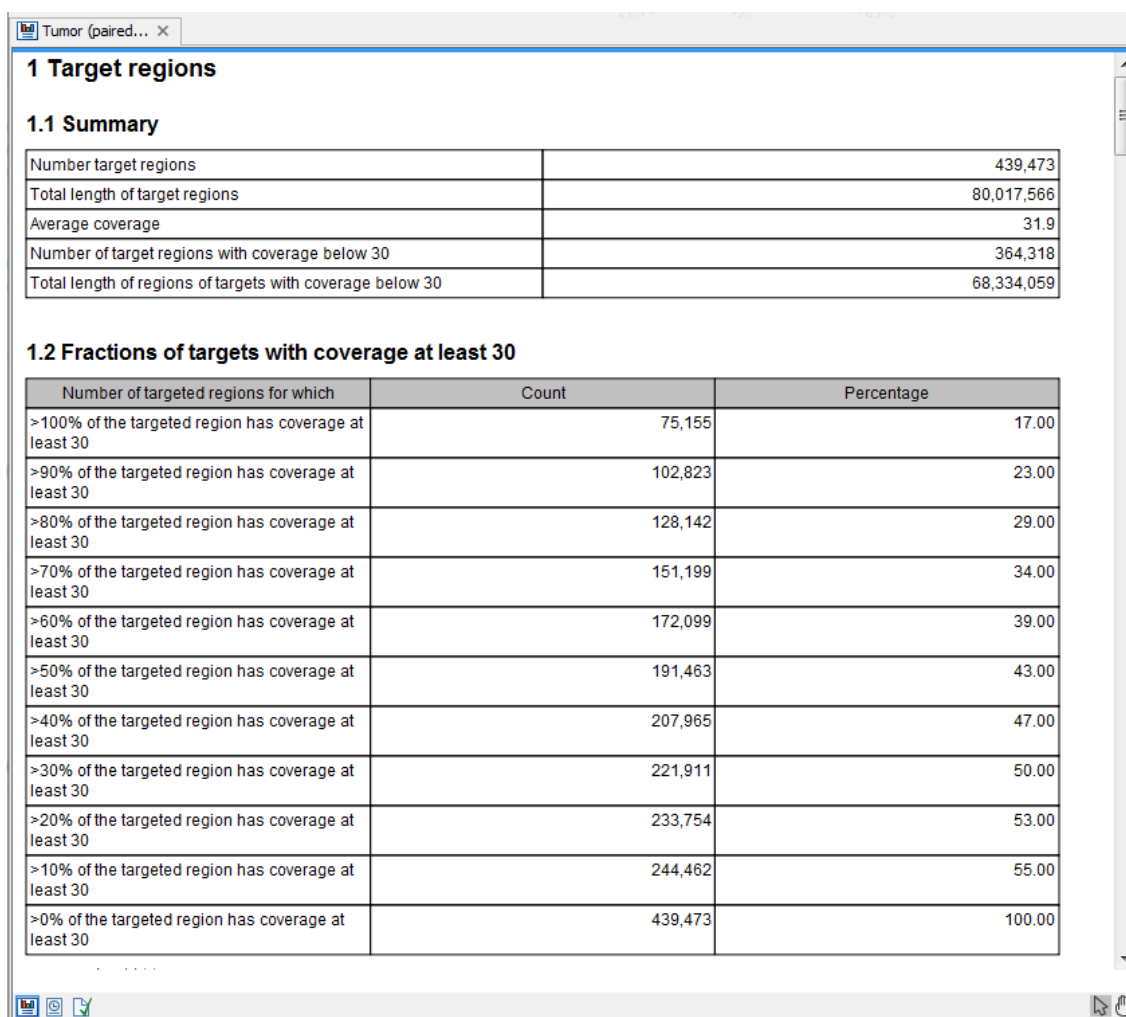 Tumor (paired...
1 Target regions
1.1 Summary
Number target regions 439,473
Total length of target regions 80,017,566
Average coverage 31.9
Number of target regions with coverage below 30 364,318
Total length of regions of targets with coverage below 30 68,334,059
1.2 Fractions of targets with coverage at least 30
Number of targeted regions for which Count Percentage
>100% of the targeted region has coverage at 75,155 17.00
least 30
>90% of the targeted region has coverage at 102,823 23.00
least 30
>80% of the targeted region has coverage at 128,142 29.00
least 30
>70% of the targeted region has coverage at 151,199 34.00
least 30
>60% of the targeted region has coverage at 172,099 39.00
least 30
>50% of the targeted region has coverage at 191,463 43.00
least 30
>40% of the targeted region has coverage at 207,965 47.00
least 30
>30% of the targeted region has coverage at 221,911 50.00
least 30
>20% of the targeted region has coverage at 233,754 53.00
least 30
>10% of the targeted region has coverage at 244,462 55.00
least 30
>0% of the targeted region has coverage at 439,473 100.00
least 30